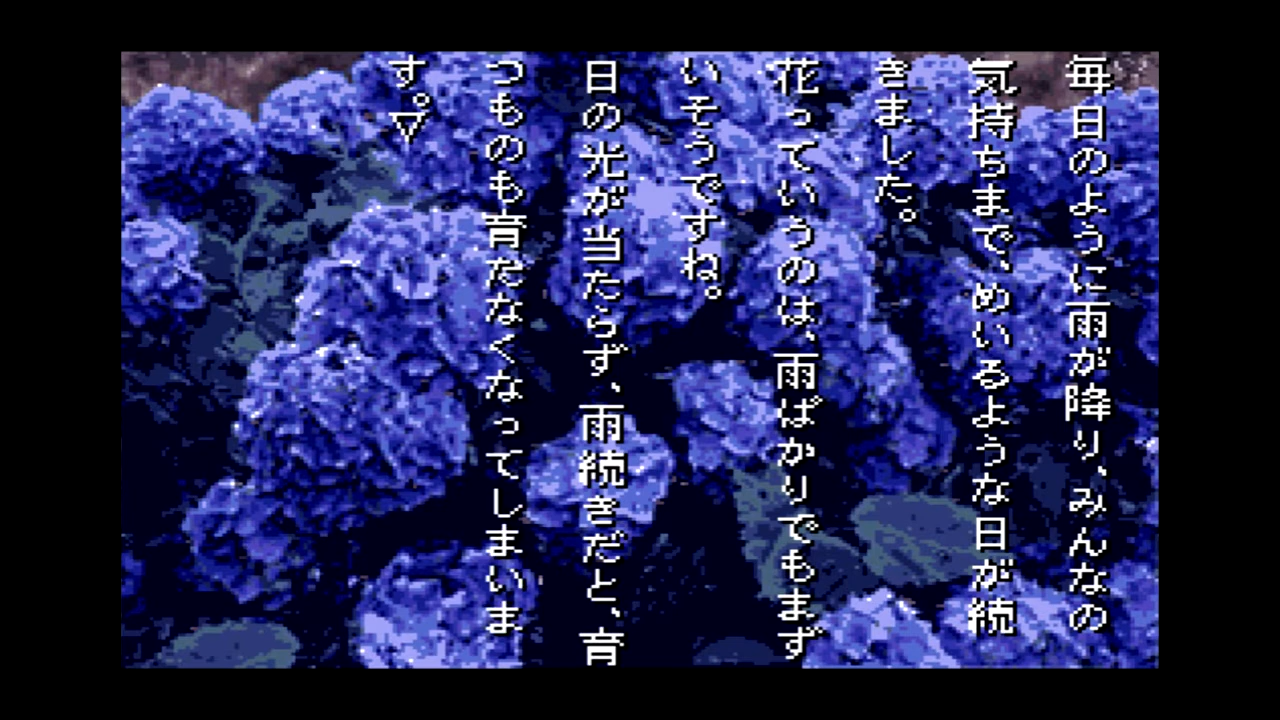 毎日のように雨が降り、みんなの
気持ちまで、めいるような日が続
きました。
花っていうのは、雨ばかりでもまず
いそうですね。
日の光が当たらず、雨続きだと、育
つものも育たなくなってしまいま
す。▽